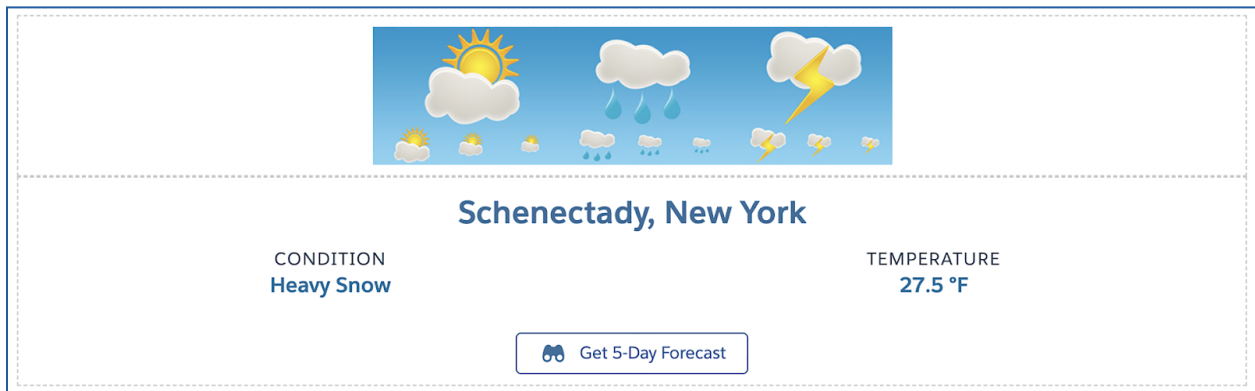 Schenectady, New York
CONDITION
Heavy Snow
TEMPERATURE
27.5 °F
Get 5-Day Forecast